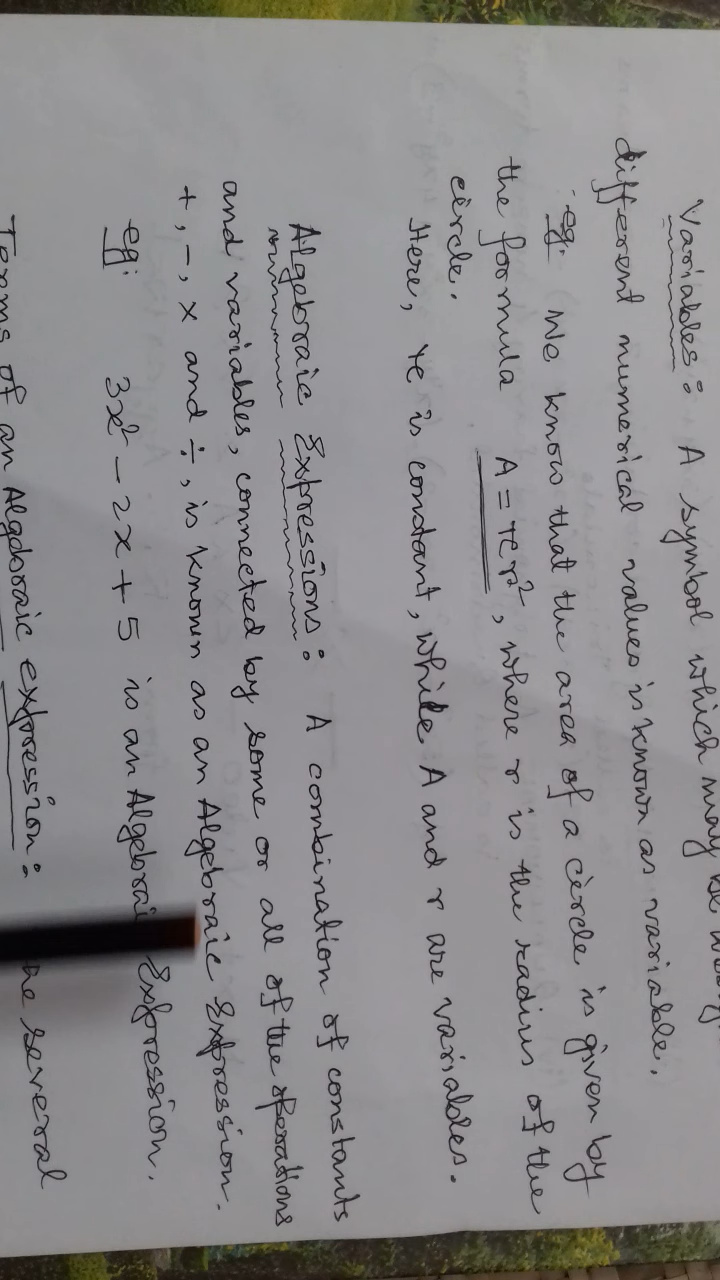 Variables: A symbol which may be
different numerical values is known as variable.
eg. We know that the area of a circle is given by
the formula A = πr², where r is the radius of the
circle.
Here, π is constant, while A and r are variables.
Algebraic Expressions: A combination of constants
and variables, connected by some or all of the operations
+, -, × and ÷, is known as an Algebraic Expression.
eg: 3x² - 2x + 5 is an Algebraic Expression.
Terms of an Algebraic expression: several